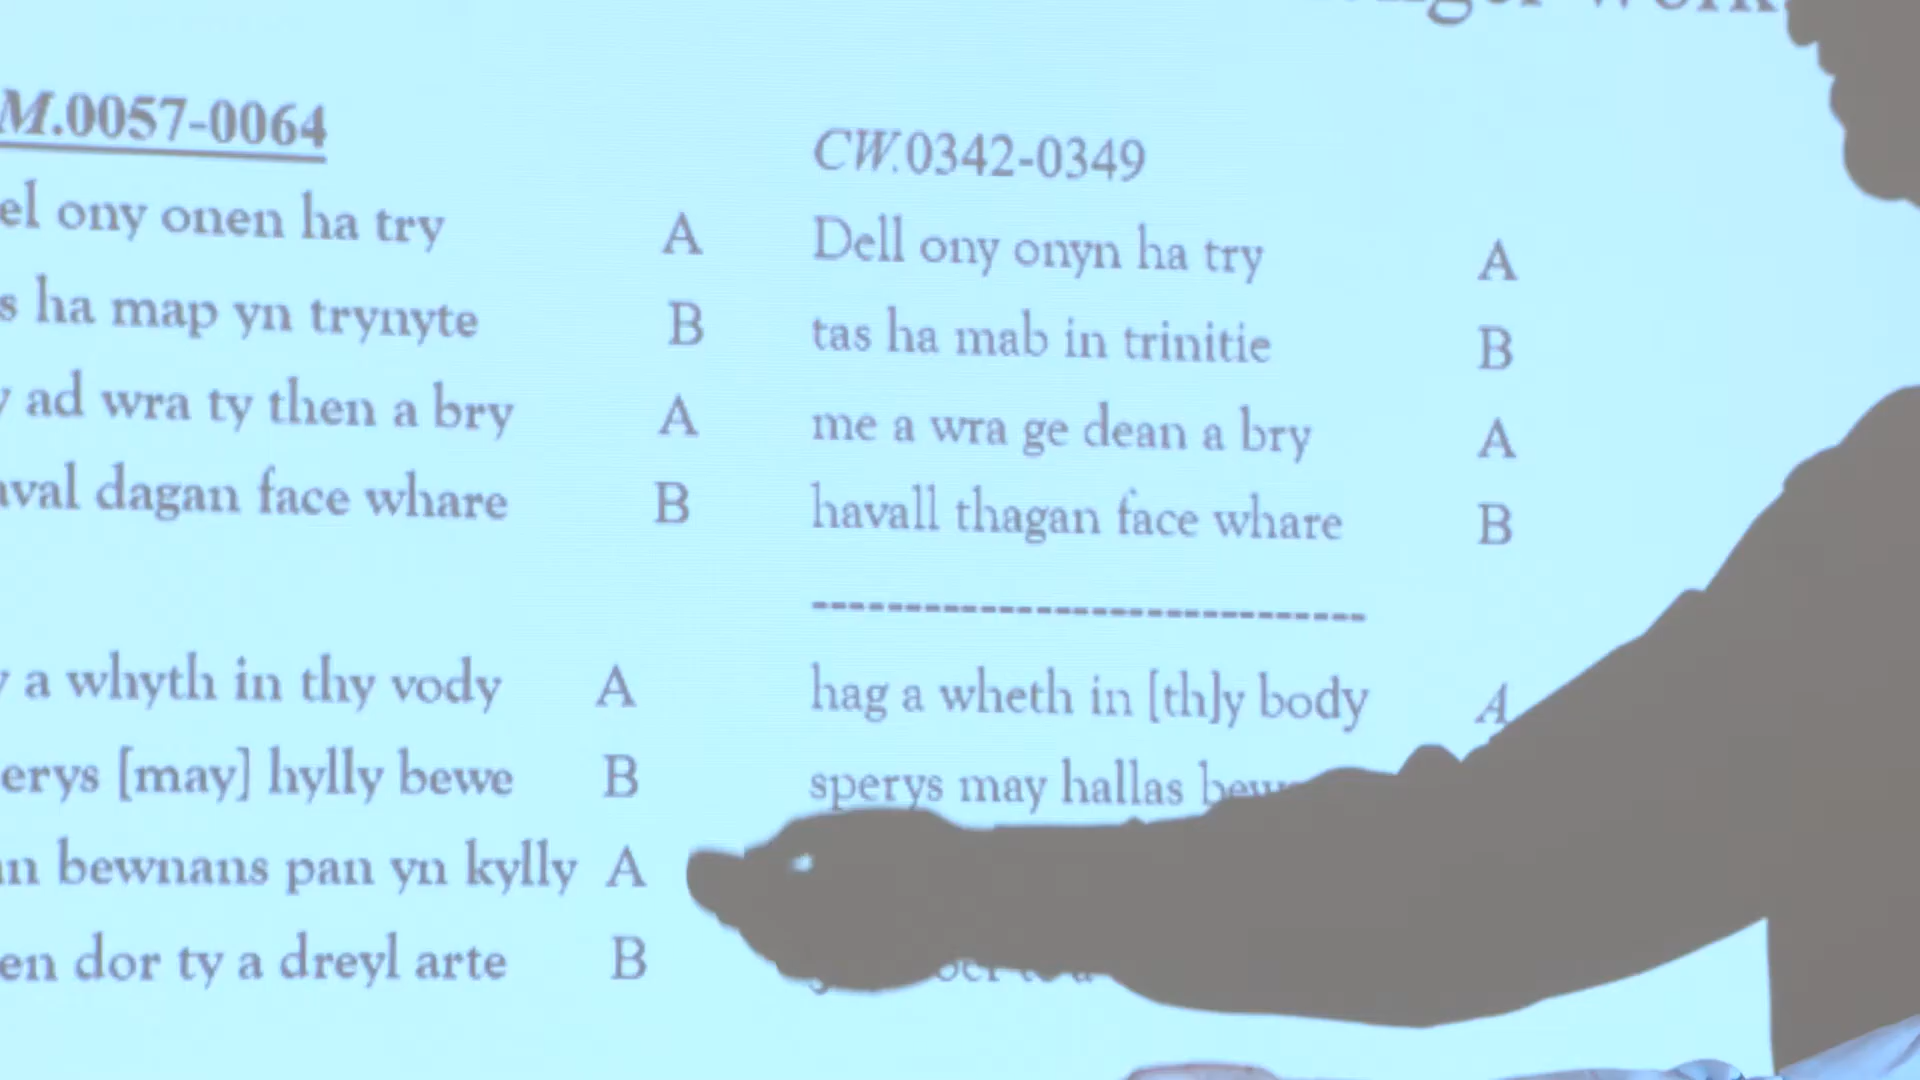 M.0057-0064
el ony onen ha try A
s ha map yn trynyte B
ad wra ty then a bry A
aval dagan face whare B
a whyth in thy vody A
erys [may] hylly bewe B
bewnans pan yn kylly A
en dor ty a dreyl arte B
CW.0342-0349
Dell ony onyn ha try A
tas ha mab in trinitie B
me a wra ge dean a bry A
havall thagan face whare B
-----------------------------
hag a wheth in [th]y body A
sperys may hallas